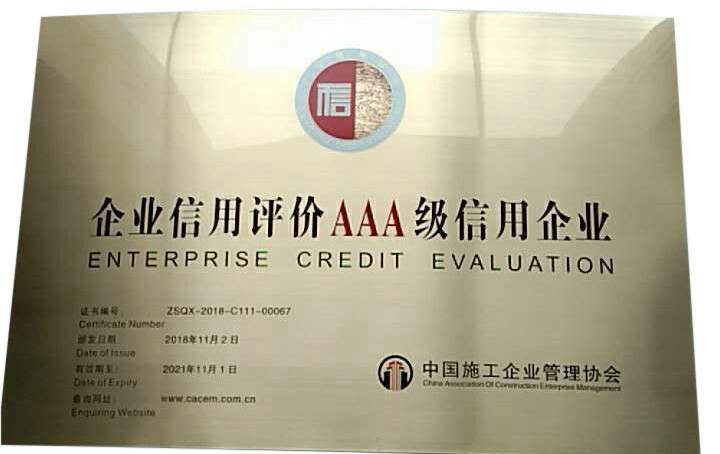 信
企业信用评价AAA级信用企业
ENTERPRISE CREDIT EVALUATION
证书编号: ZSQX-2018-C111-00067
Certificate Number
颁发日期: 2018年11月2日
Date of Issue
有效期至: 2021年11月1日
Date of Expiry
查询网址: www.cacem.com.cn
Enquiring Website
中国施工企业管理协会
China Association Of Construction Enterprise Management